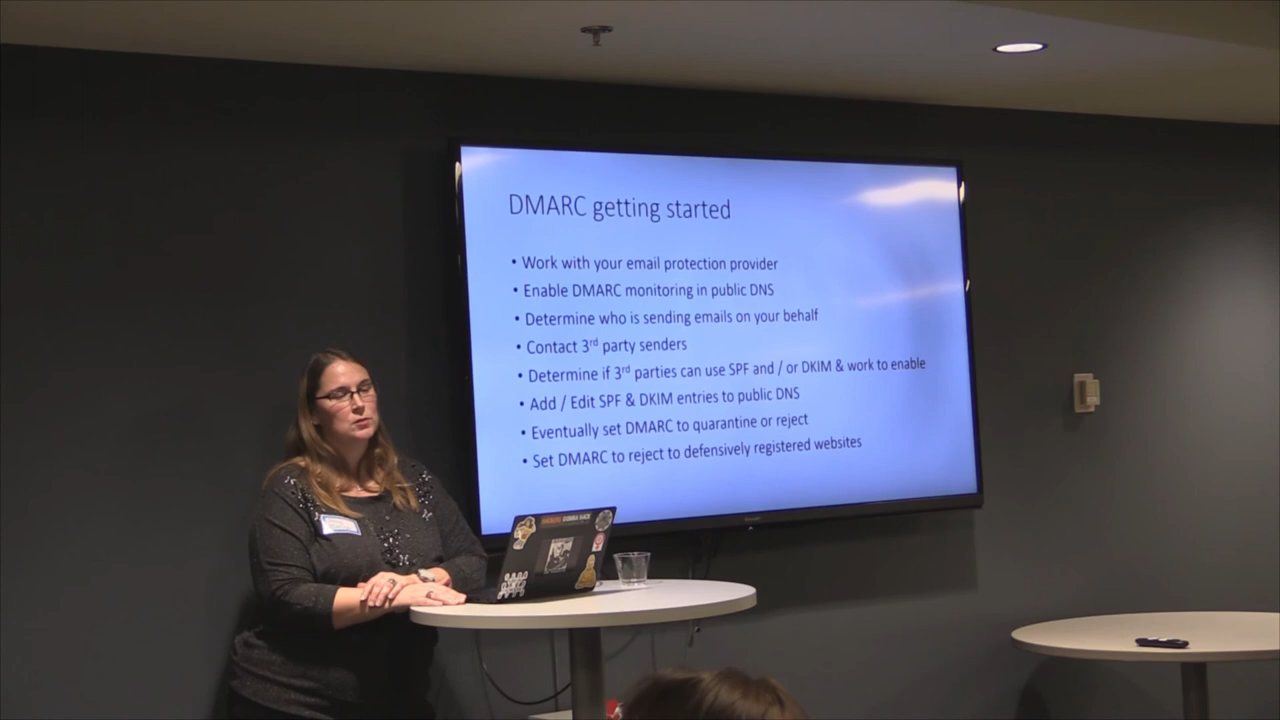 DMARC getting started
• Work with your email protection provider
• Enable DMARC monitoring in public DNS
• Determine who is sending emails on your behalf
• Contact 3rd party senders
• Determine if 3rd parties can use SPF and / or DKIM & work to enable
• Add / Edit SPF & DKIM entries to public DNS
• Eventually set DMARC to quarantine or reject
• Set DMARC to reject to defensively registered websites